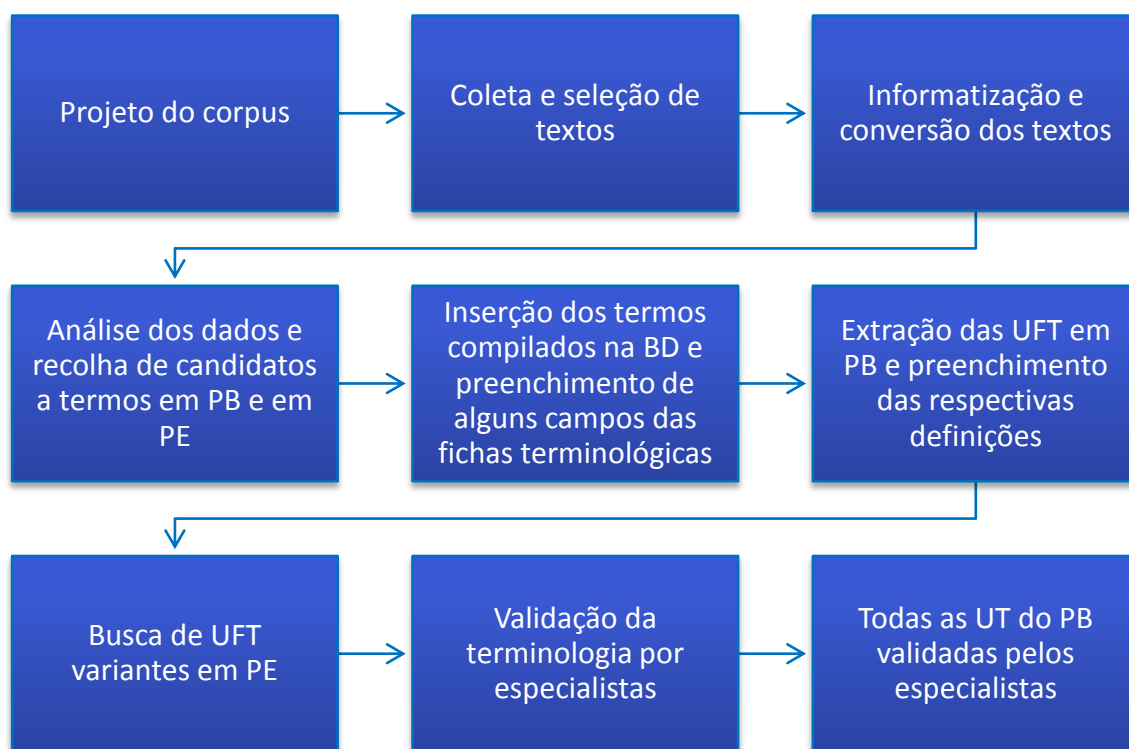 Projeto do corpus
Coleta e seleção de
textos
Informatização e
conversão dos textos
Análise dos dados e
recolha de candidatos
a termos em PB e em
PE
Inserção dos termos
compilados na BD e
preenchimento de
alguns campos das
fichas terminológicas
Extração das UFT em
PB e preenchimento
das respectivas
definições
Busca de UFT
variantes em PE
Validação da
terminologia por
especialistas
Todas as UT do PB
validadas pelos
especialistas